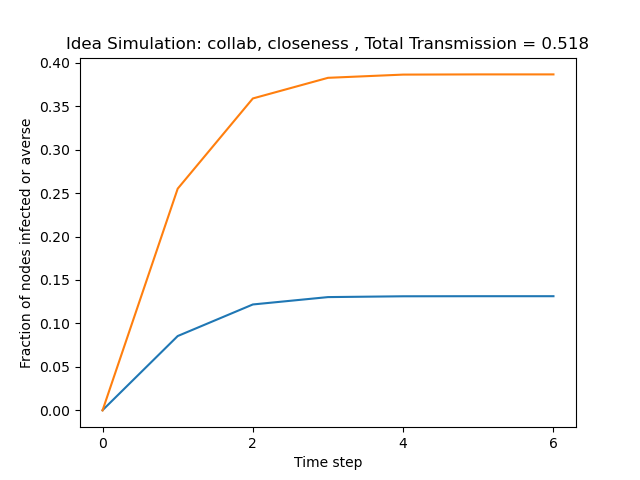 Idea Simulation: collab, closeness , Total Transmission = 0.518
0.40
0.35
0.30
0.25
0.20
0.15
0.10
0.05
0.00
Fraction of nodes infected or averse
0 2 4 6
Time step